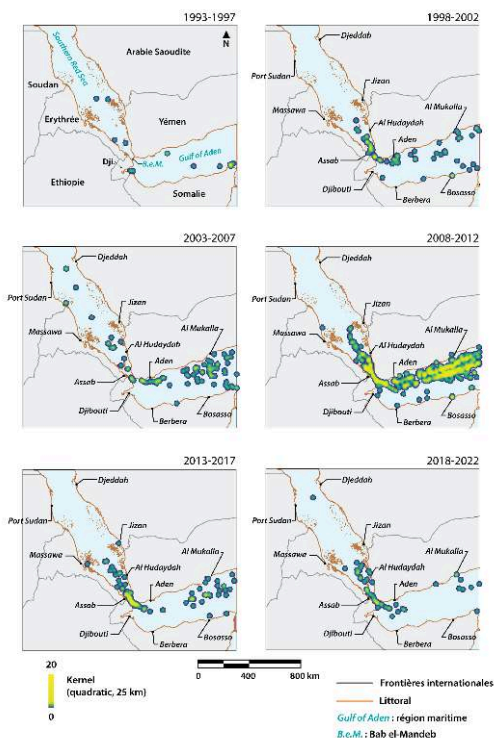 1993-1997
N
Southern Red Sea
Arabie Saoudite
Soudan
Erythrée
Yémen
Dji.
B.e.M.
Gulf of Aden
Ethiopie
Somalie
1998-2002
Djeddah
Port Sudan
Jizan
Massawa
Al Hudaydah
Al Mukalla
Aden
Assab
Djibouti
Berbera
Bosasso
2003-2007
Djeddah
Port Sudan
Jizan
Massawa
Al Hudaydah
Al Mukalla
Aden
Assab
Djibouti
Berbera
Bosasso
2008-2012
Djeddah
Port Sudan
Jizan
Massawa
Al Hudaydah
Al Mukalla
Aden
Assab
Djibouti
Berbera
Bosasso
2013-2017
Djeddah
Port Sudan
Jizan
Massawa
Al Hudaydah
Al Mukalla
Aden
Assab
Djibouti
Berbera
Bosasso
2018-2022
Djeddah
Port Sudan
Jizan
Massawa
Al Hudaydah
Al Mukalla
Aden
Assab
Djibouti
Berbera
Bosasso
20
Kernel
(quadratic, 25 km)
0
0 400 800 km
Frontières internationales
Littoral
Gulf of Aden : région maritime
B.e.M. : Bab el-Mandeb